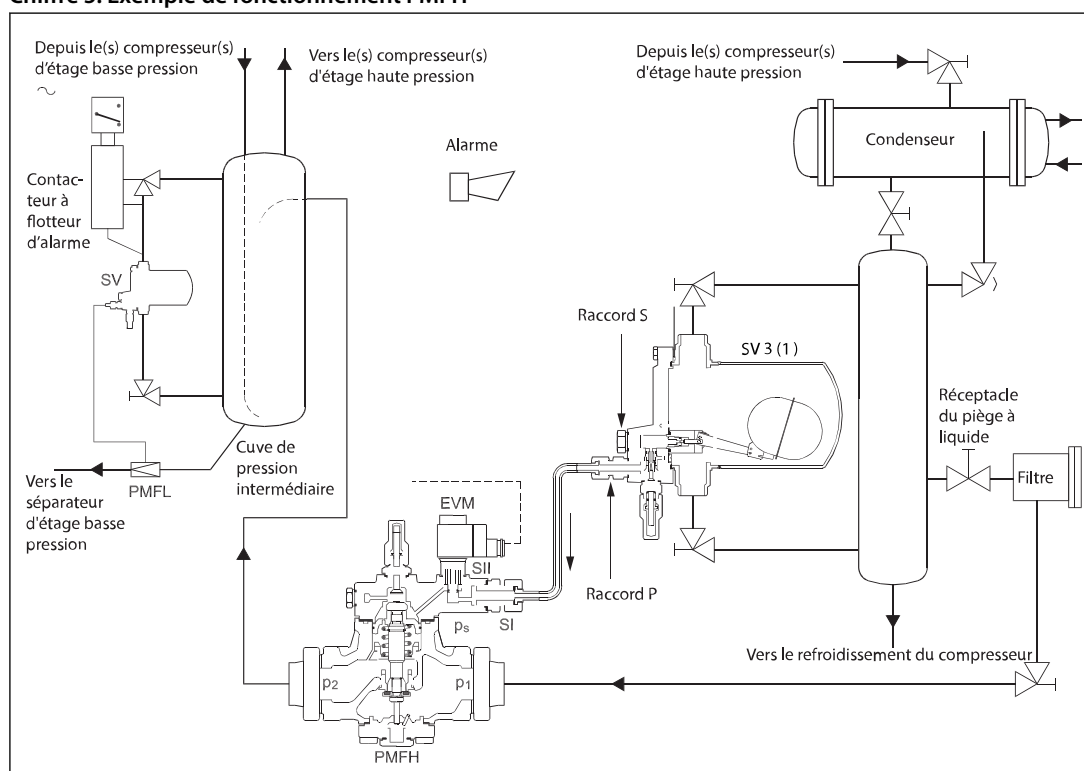 Chiffre 3: Exemple de fonctionnement PMFH
Depuis le(s) compresseur(s)
d'étage basse pression
Vers le(s) compresseur(s)
d'étage haute pression
Depuis le(s) compresseur(s)
d'étage haute pression
Condenseur
Alarme
Contac-
teur à
flotteur
d'alarme
SV
Raccord S
SV 3 (1)
Réceptacle
du piège à
liquide
Filtre
Cuve de
pression
intermédiaire
Vers le
séparateur
d'étage basse
pression
PMFL
EVM
SII
SI
Raccord P
ps
p2
p1
Vers le refroidissement du compresseur
PMFH